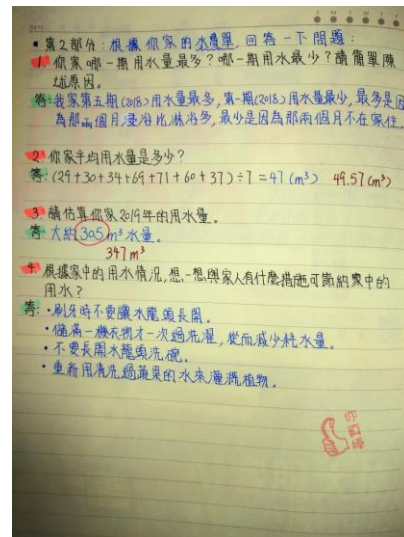 ■ 第2部分：根據你家的水費單,回答一下問題：
1. 你家哪一期用水量最多？哪一期用水最少？請簡單陳
述原因。
答:我家第五期(2018)用水量最多,第一期(2018)用水量最少,最多是因
為那兩個月浸浴比淋浴多,最少是因為那兩個月不在家住。
2. 你家平均用水量是多少？
答:(29+30+34+69+71+60+37)÷7=47(m³) 49.57(m³)
3. 請估算你家2019年的用水量。
答:大約305m³水量。
347m³
4. 根據家中的用水情況,想一想與家人有什麼措施可節約家中的
用水？
答:•刷牙時不要讓水龍頭長開。
•儲滿一機衣物才一次過洗濯,從而減少耗水量。
•不要長開水龍頭洗碗。
•重新用清洗過蔬果的水來灌溉植物。
你真棒